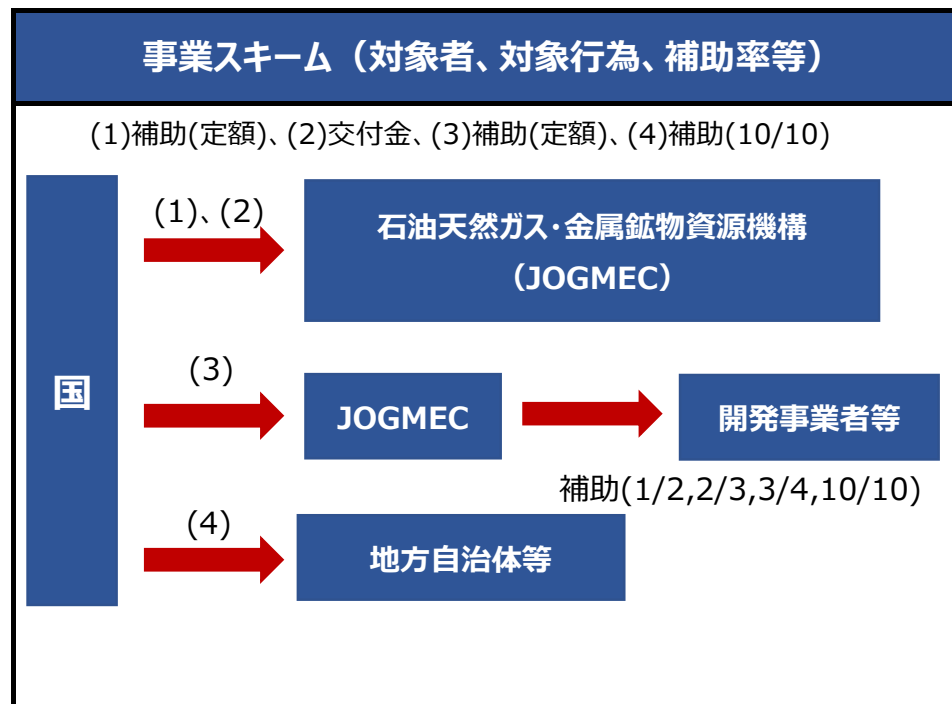 事業スキーム（対象者、対象行為、補助率等）
(1)補助(定額)、(2)交付金、(3)補助(定額)、(4)補助(10/10)
国
(1)、(2)
石油天然ガス・金属鉱物資源機構
（JOGMEC）
(3)
JOGMEC
開発事業者等
補助(1/2,2/3,3/4,10/10)
(4)
地方自治体等